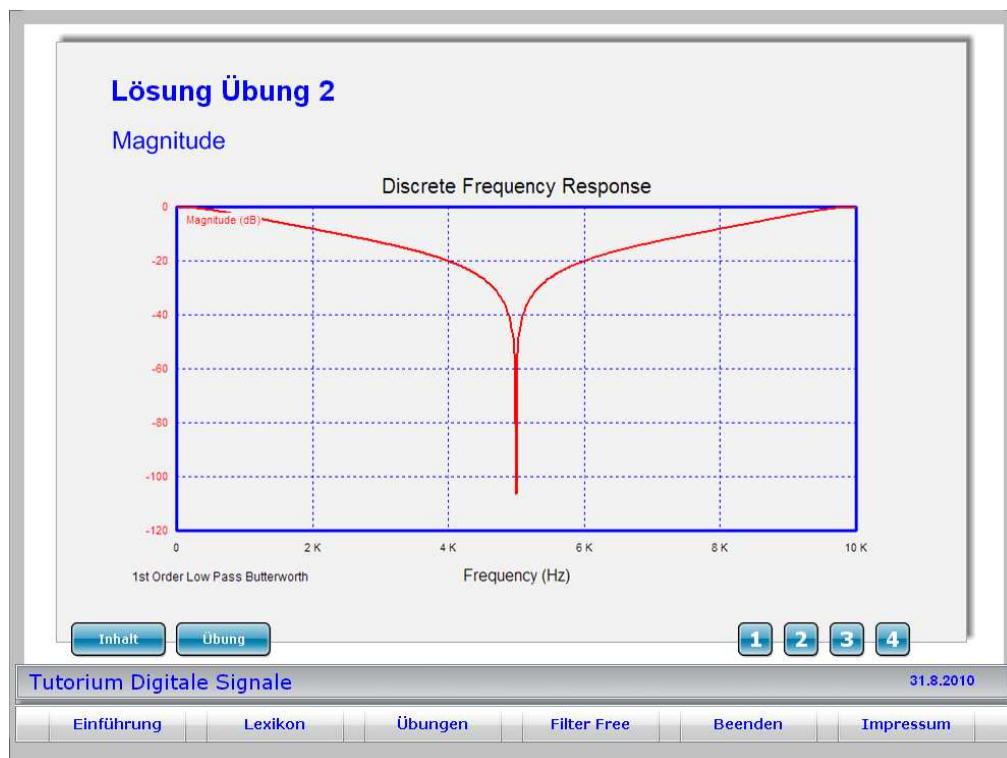 Lösung Übung 2
Magnitude
Discrete Frequency Response
Magnitude (dB)
0
-20
-40
-60
-80
-100
-120
0 2 K 4 K 6 K 8 K 10 K
1st Order Low Pass Butterworth Frequency (Hz)
Inhalt Übung 1 2 3 4
Tutorium Digitale Signale 31.8.2010
Einführung Lexikon Übungen Filter Free Beenden Impressum